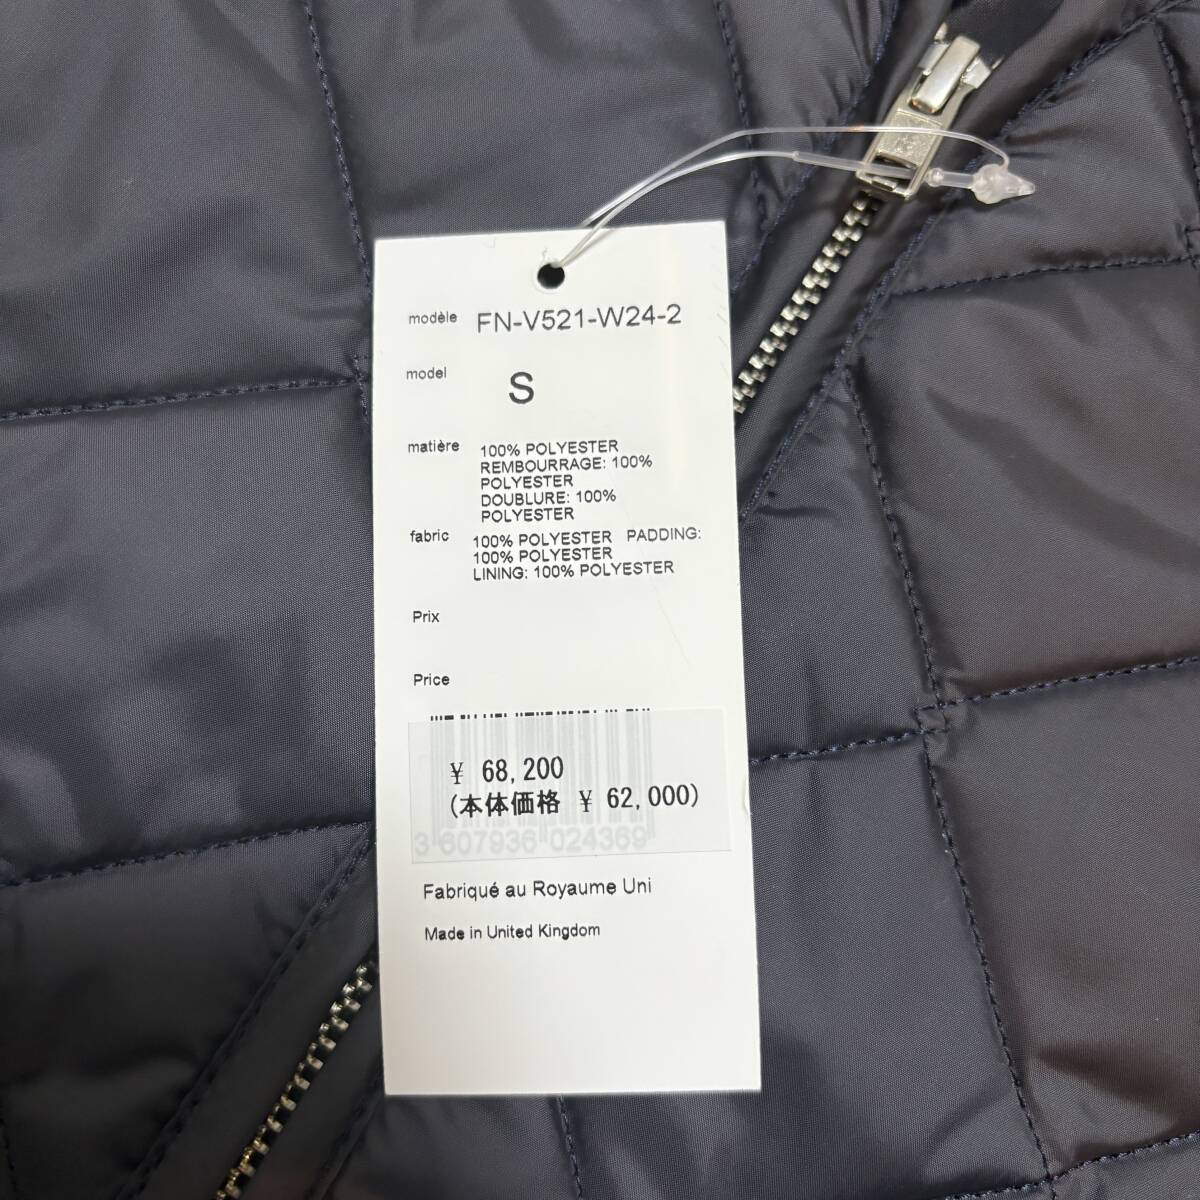 modèle FN-V521-W24-2
model S
matière 100% POLYESTER
REMBOURRAGE: 100%
POLYESTER
DOUBLURE: 100%
POLYESTER
fabric 100% POLYESTER PADDING:
100% POLYESTER
LINING: 100% POLYESTER
Prix
Price
¥ 68,200
(本体価格 ¥ 62,000)
3 607936 024369
Fabriqué au Royaume Uni
Made in United Kingdom